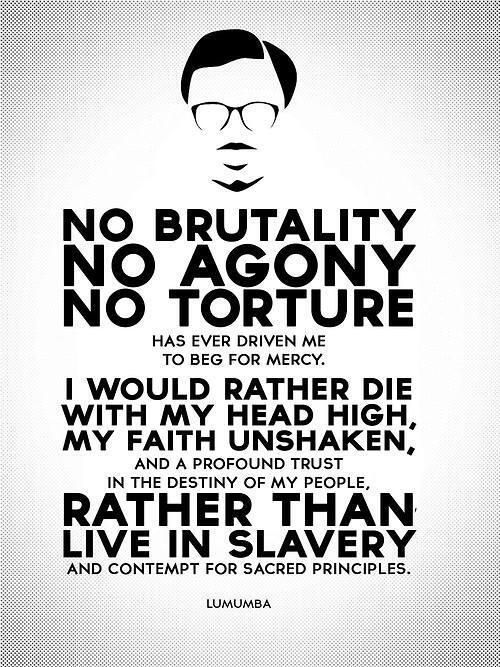 NO BRUTALITY
NO AGONY
NO TORTURE
HAS EVER DRIVEN ME
TO BEG FOR MERCY.
I WOULD RATHER DIE
WITH MY HEAD HIGH,
MY FAITH UNSHAKEN,
AND A PROFOUND TRUST
IN THE DESTINY OF MY PEOPLE,
RATHER THAN
LIVE IN SLAVERY
AND CONTEMPT FOR SACRED PRINCIPLES.
LUMUMBA